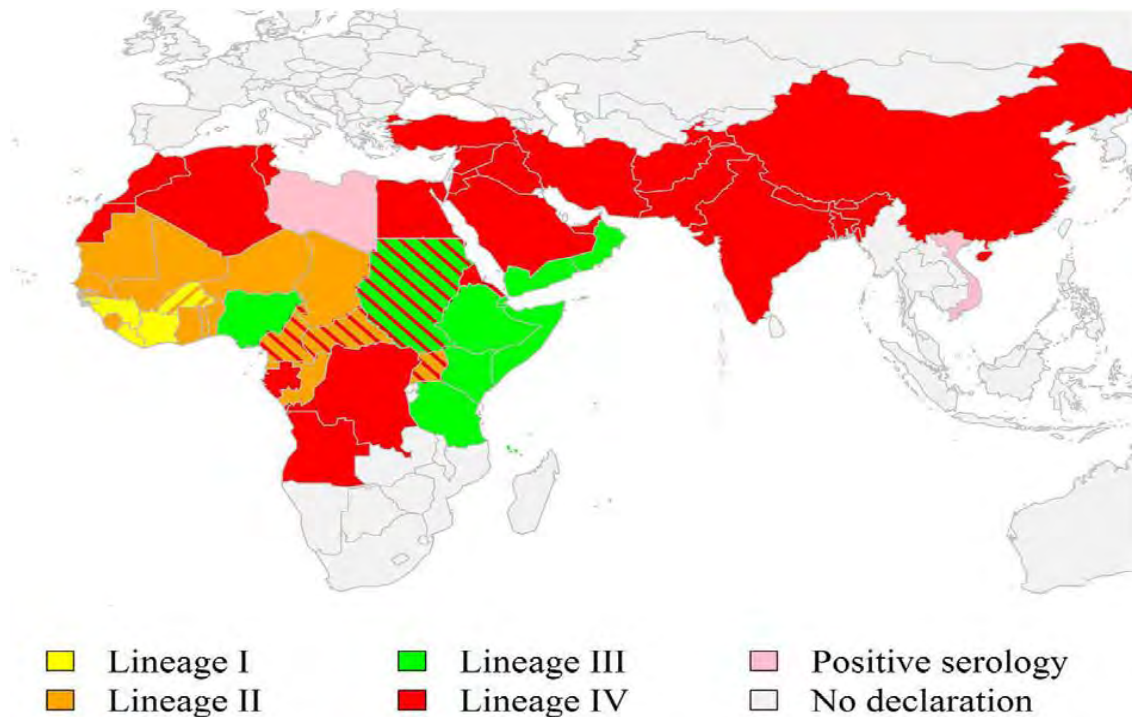 Lineage I
Lineage III
Positive serology
Lineage II
Lineage IV
No declaration